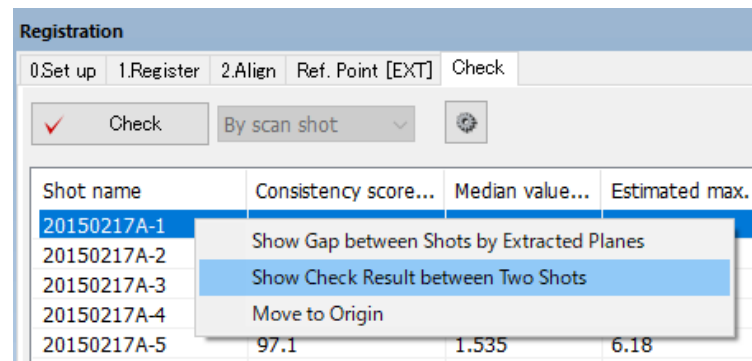 Registration
0.Set up 1.Register 2.Align Ref. Point [EXT] Check
Check By scan shot
Shot name Consistency score... Median value... Estimated max.
20150217A-1
Show Gap between Shots by Extracted Planes
20150217A-2
Show Check Result between Two Shots
20150217A-3
20150217A-4 Move to Origin
20150217A-5 97.1 1.535 6.18